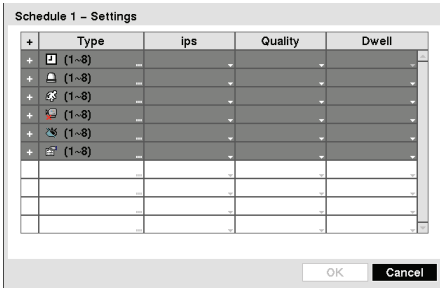 Schedule 1 – Settings
+ Type ips Quality Dwell
+ (1~8) ...
+ (1~8) ...
+ (1~8) ...
+ (1~8) ...
+ (1~8) ...
+ (1~8) ...
...
...
...
...
OK Cancel